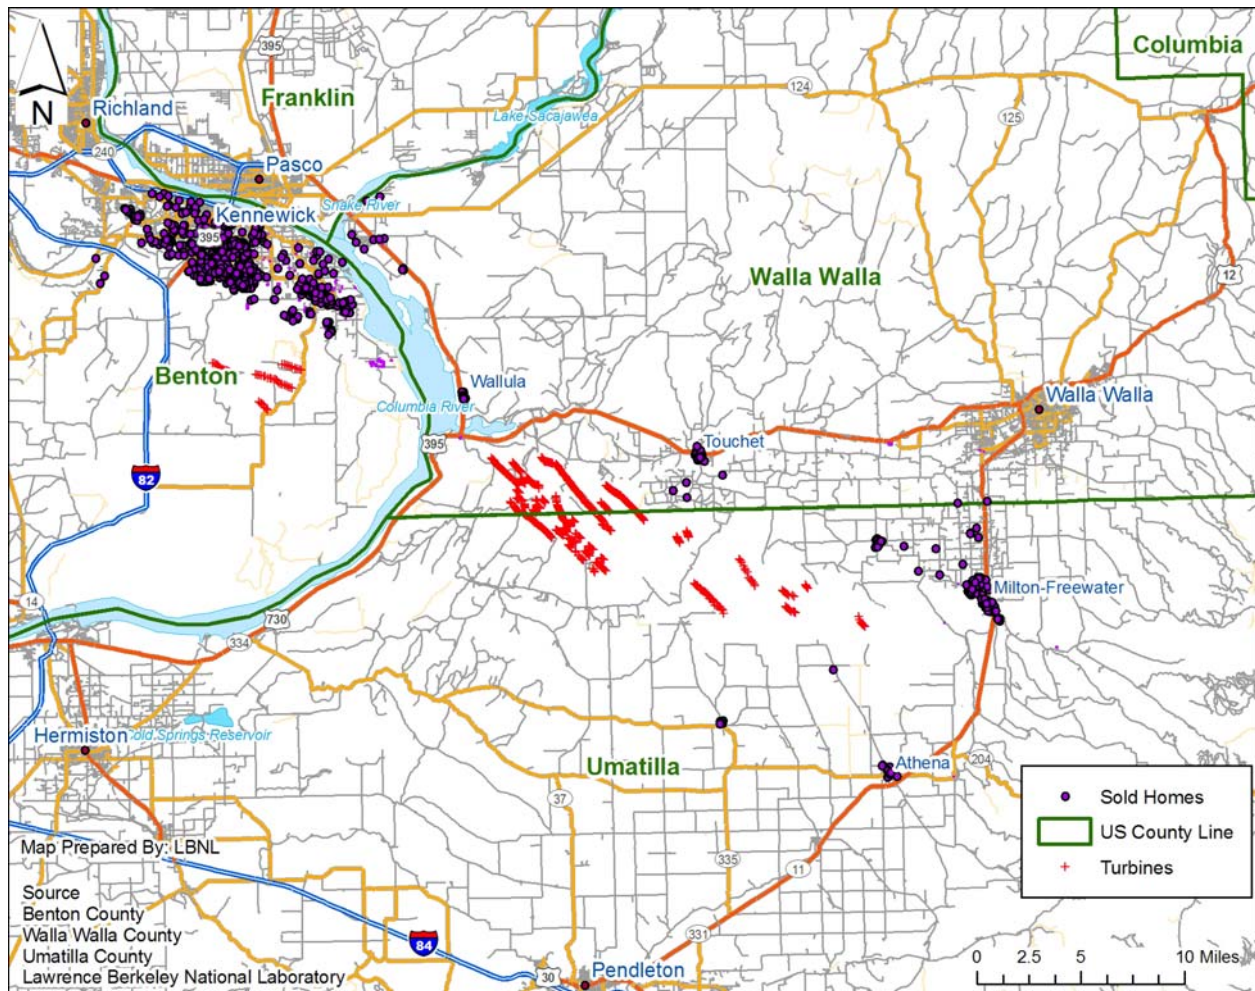 Columbia
395
Franklin
124
Richland
N
Lake Sacajawea
125
240
Pasco
Snake River
Kennewick
395
Walla Walla
12
Benton
Wallula
Walla Walla
Columbia River
395
Touchet
82
Milton-Freewater
14
730
334
Hermiston
old Springs Reservoir
Umatilla
Athena
204
37
Sold Homes
US County Line
Turbines
Map Prepared By: LBNL
335
11
Source
Benton County
Walla Walla County
Umatilla County
Lawrence Berkeley National Laboratory
331
84
30
Pendleton
0 2.5 5 10 Miles